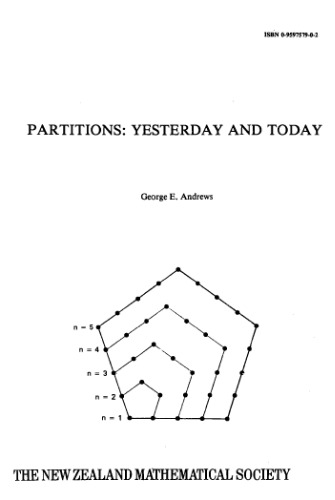 ISBN 0-9597579-0-2
PARTITIONS: YESTERDAY AND TODAY
George E. Andrews
n = 5
n = 4
n = 3
n = 2
n = 1
THE NEW ZEALAND MATHEMATICAL SOCIETY